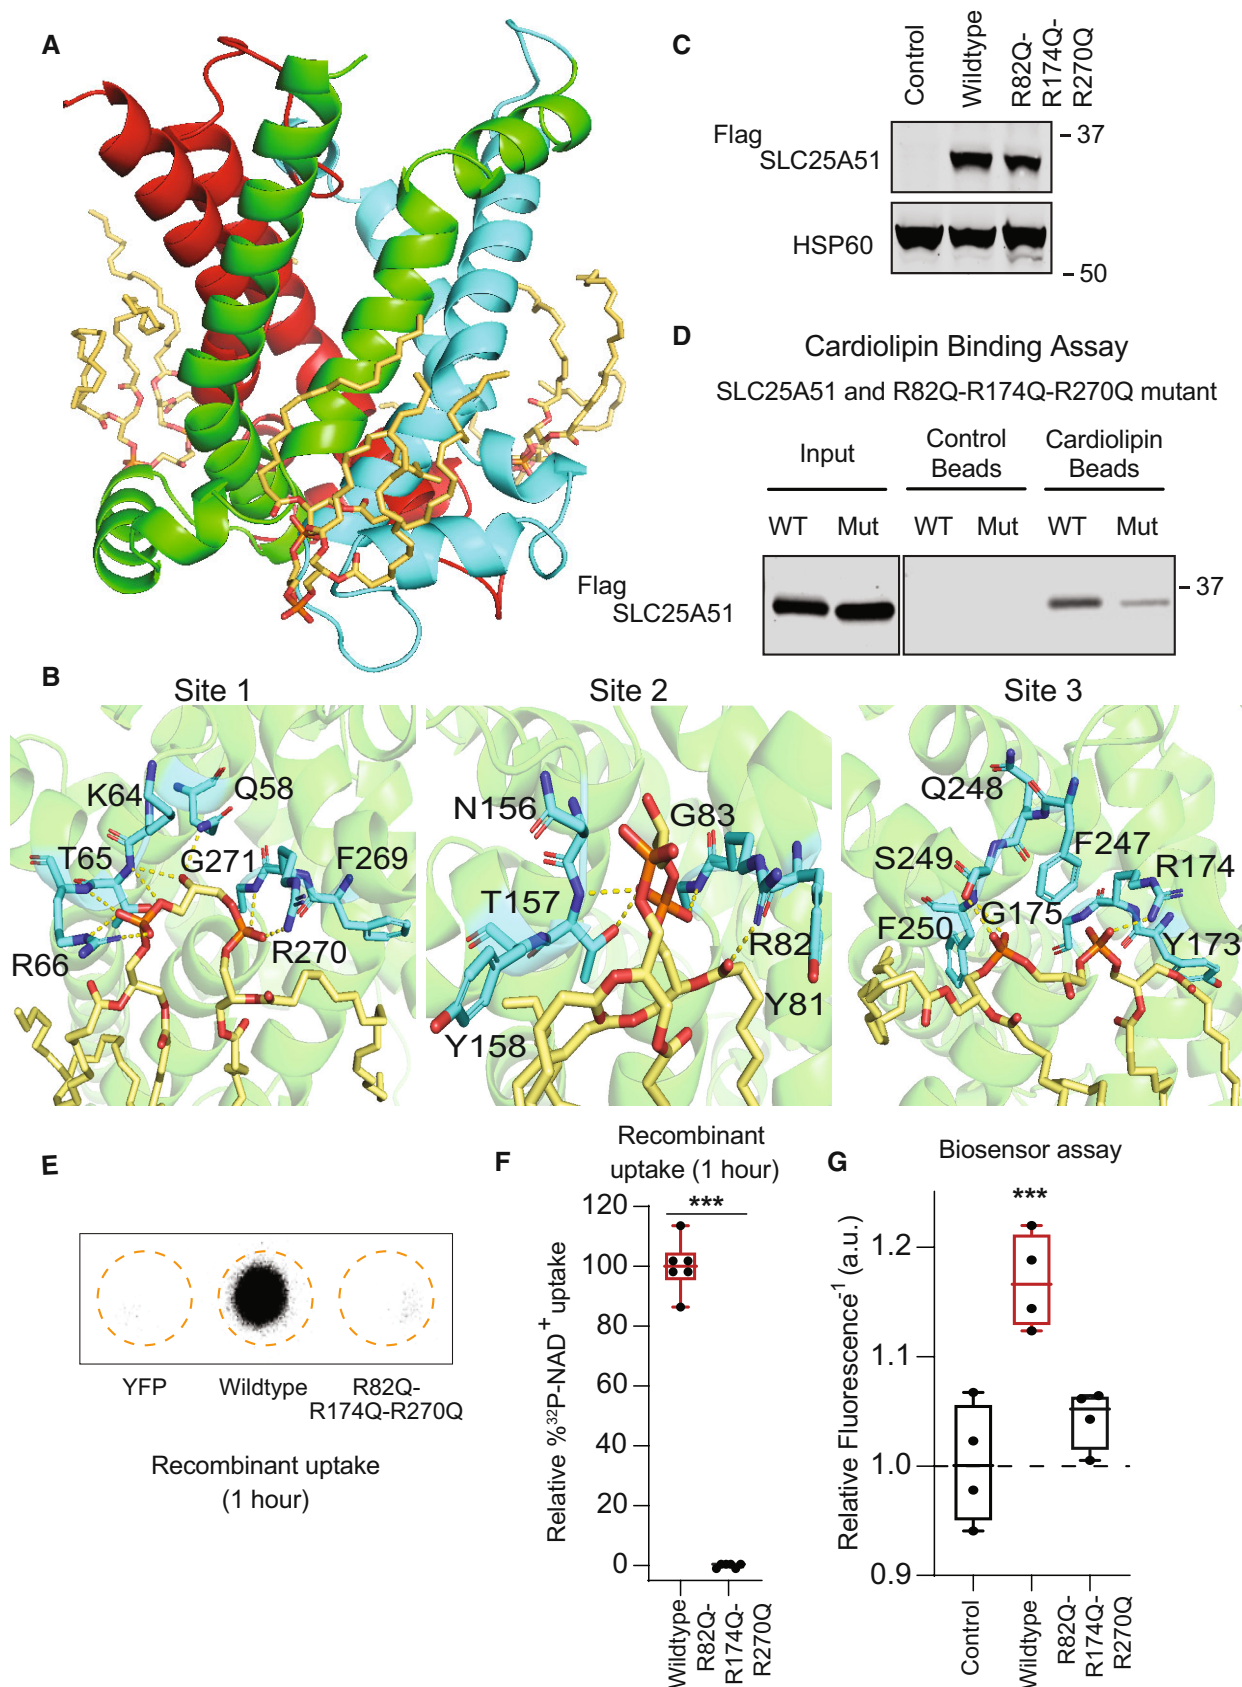 A
C
Control
Wildtype
R82Q-
R174Q-
R270Q
Flag
SLC25A51
- 37
HSP60
- 50
D
Cardiolipin Binding Assay
SLC25A51 and R82Q-R174Q-R270Q mutant
Input
Control
Beads
Cardiolipin
Beads
WT
Mut
WT
Mut
WT
Mut
- 37
Flag
SLC25A51
B
Site 1
K64
Q58
T65
G271
F269
R66
R270
Site 2
N156
G83
T157
R82
Y81
Y158
Site 3
Q248
F247
S249
R174
G175
F250
Y173
E
YFP
Wildtype
R82Q-
R174Q-R270Q
Recombinant uptake
(1 hour)
F
Recombinant
uptake (1 hour)
***
120
100
80
60
40
20
0
Relative %³²P-NAD⁺ uptake
Wildtype
R82Q-
R174Q-
R270Q
G
Biosensor assay
***
1.2
1.1
1.0
0.9
Relative Fluorescence⁻¹ (a.u.)
Control
Wildtype
R82Q-
R174Q-
R270Q